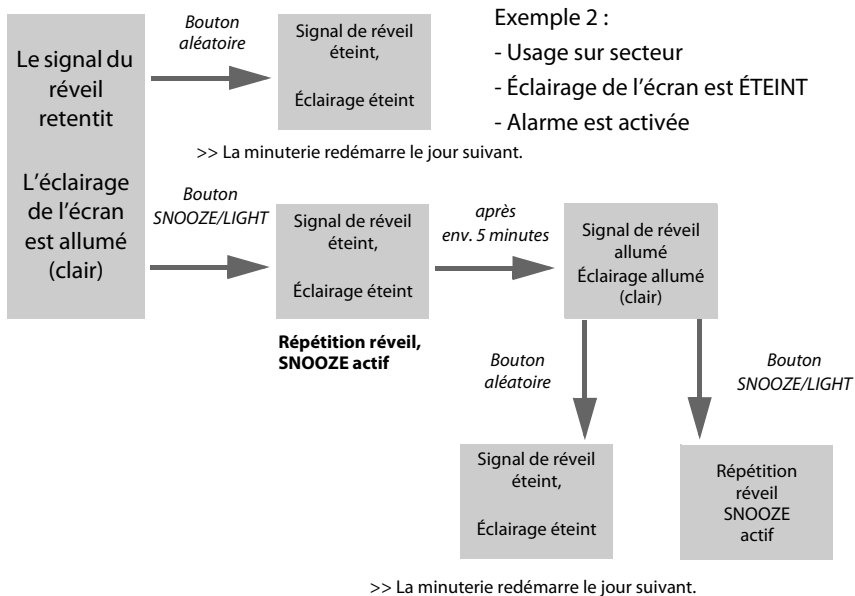 Exemple 2 :
- Usage sur secteur
- Éclairage de l'écran est ÉTEINT
- Alarme est activée
Le signal du
réveil
retentit
L'éclairage
de l'écran
est allumé
(clair)
Bouton
aléatoire
Signal de réveil
éteint,
Éclairage éteint
>> La minuterie redémarre le jour suivant.
Bouton
SNOOZE/LIGHT
Signal de réveil
éteint,
Éclairage éteint
Répétition réveil,
SNOOZE actif
après
env. 5 minutes
Signal de réveil
allumé
Éclairage allumé
(clair)
Bouton
aléatoire
Bouton
SNOOZE/LIGHT
Signal de réveil
éteint,
Éclairage éteint
Répétition
réveil
SNOOZE
actif
>> La minuterie redémarre le jour suivant.